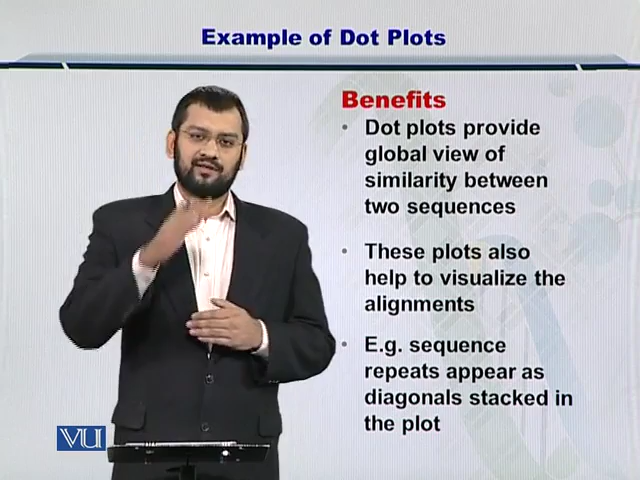 Example of Dot Plots
Benefits
• Dot plots provide
global view of
similarity between
two sequences
• These plots also
help to visualize the
alignments
• E.g. sequence
repeats appear as
diagonals stacked in
the plot
VU